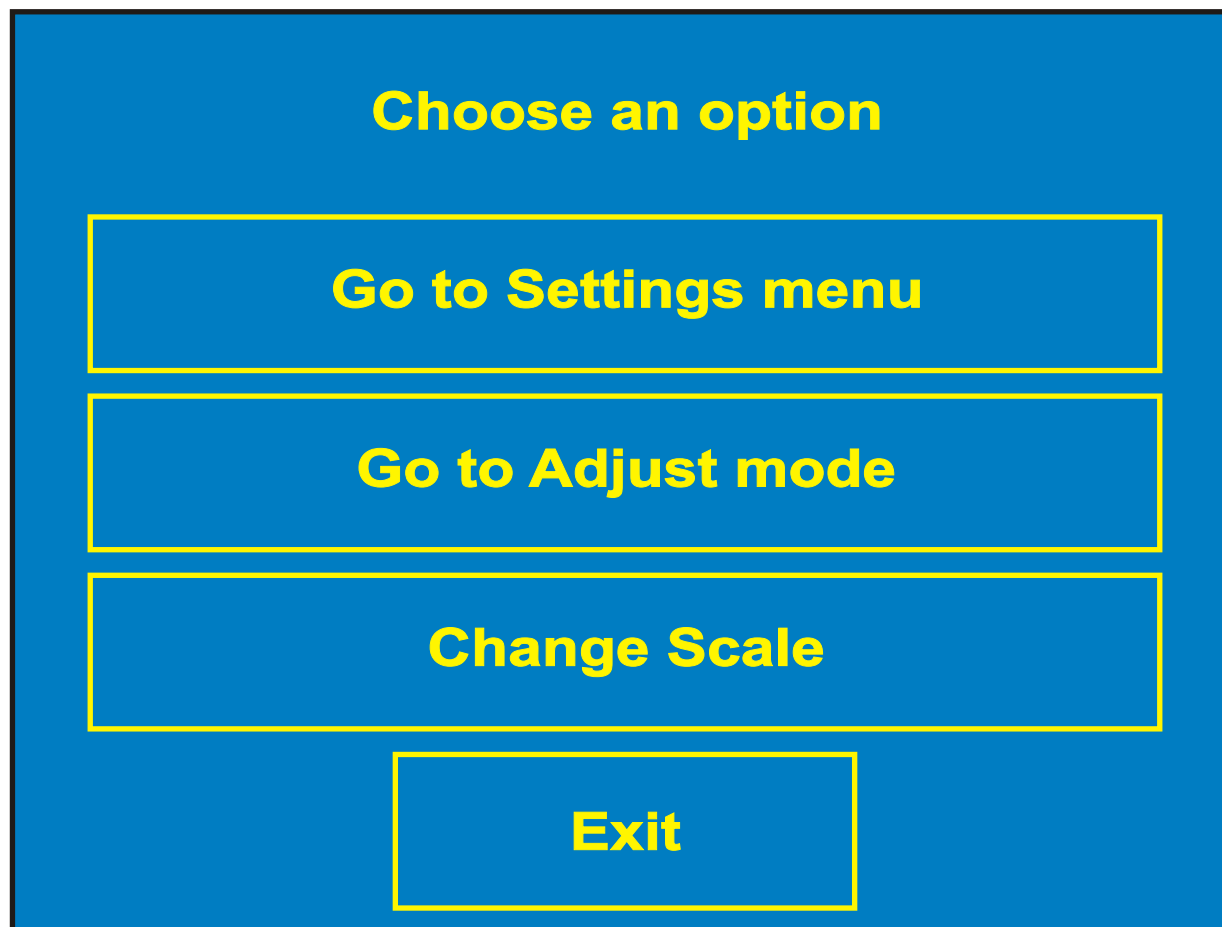 Choose an option
Go to Settings menu
Go to Adjust mode
Change Scale
Exit